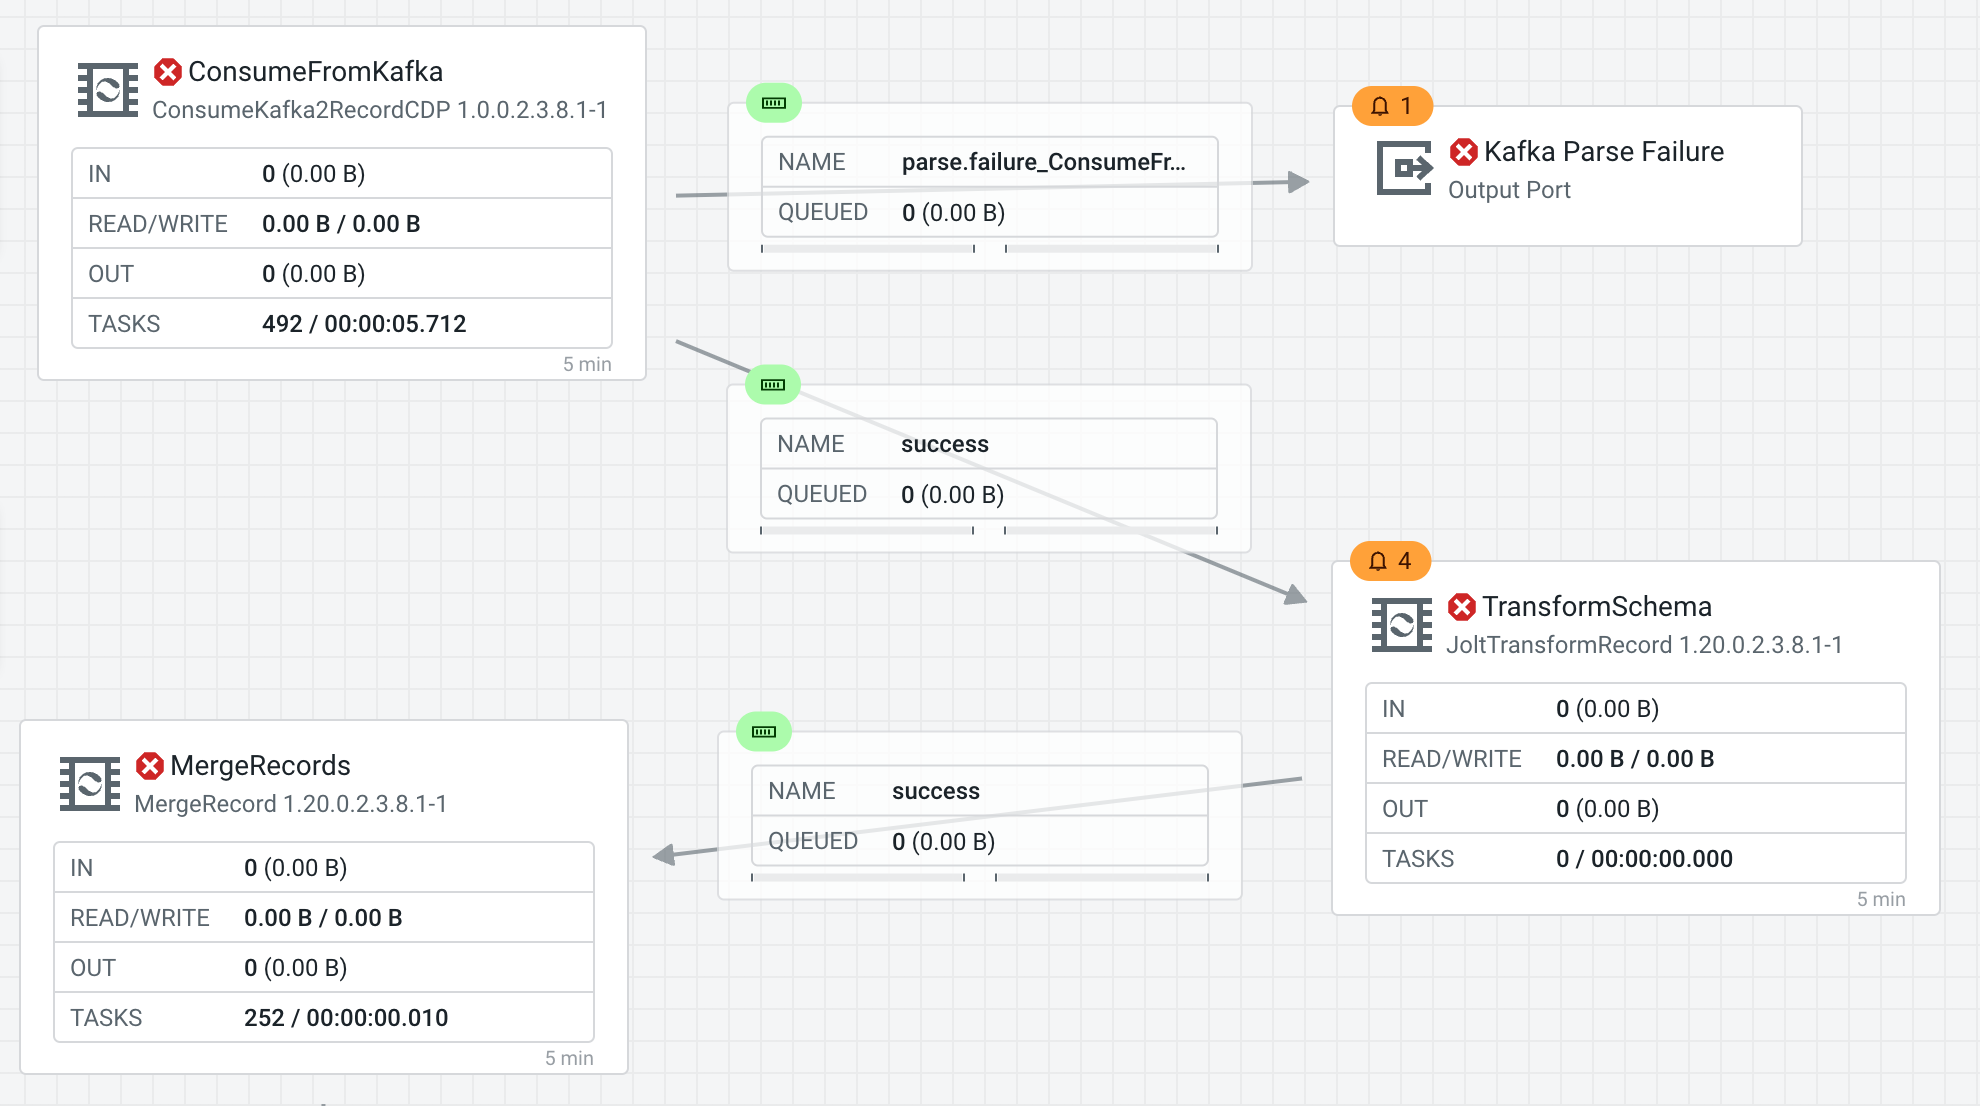 ConsumeFromKafka
ConsumeKafka2RecordCDP 1.0.0.2.3.8.1-1
IN 0 (0.00 B)
READ/WRITE 0.00 B / 0.00 B
OUT 0 (0.00 B)
TASKS 492 / 00:00:05.712
5 min
NAME parse.failure_ConsumeFr...
QUEUED 0 (0.00 B)
1
Kafka Parse Failure
Output Port
NAME success
QUEUED 0 (0.00 B)
4
TransformSchema
JoltTransformRecord 1.20.0.2.3.8.1-1
IN 0 (0.00 B)
READ/WRITE 0.00 B / 0.00 B
OUT 0 (0.00 B)
TASKS 0 / 00:00:00.000
5 min
NAME success
QUEUED 0 (0.00 B)
MergeRecords
MergeRecord 1.20.0.2.3.8.1-1
IN 0 (0.00 B)
READ/WRITE 0.00 B / 0.00 B
OUT 0 (0.00 B)
TASKS 252 / 00:00:00.010
5 min